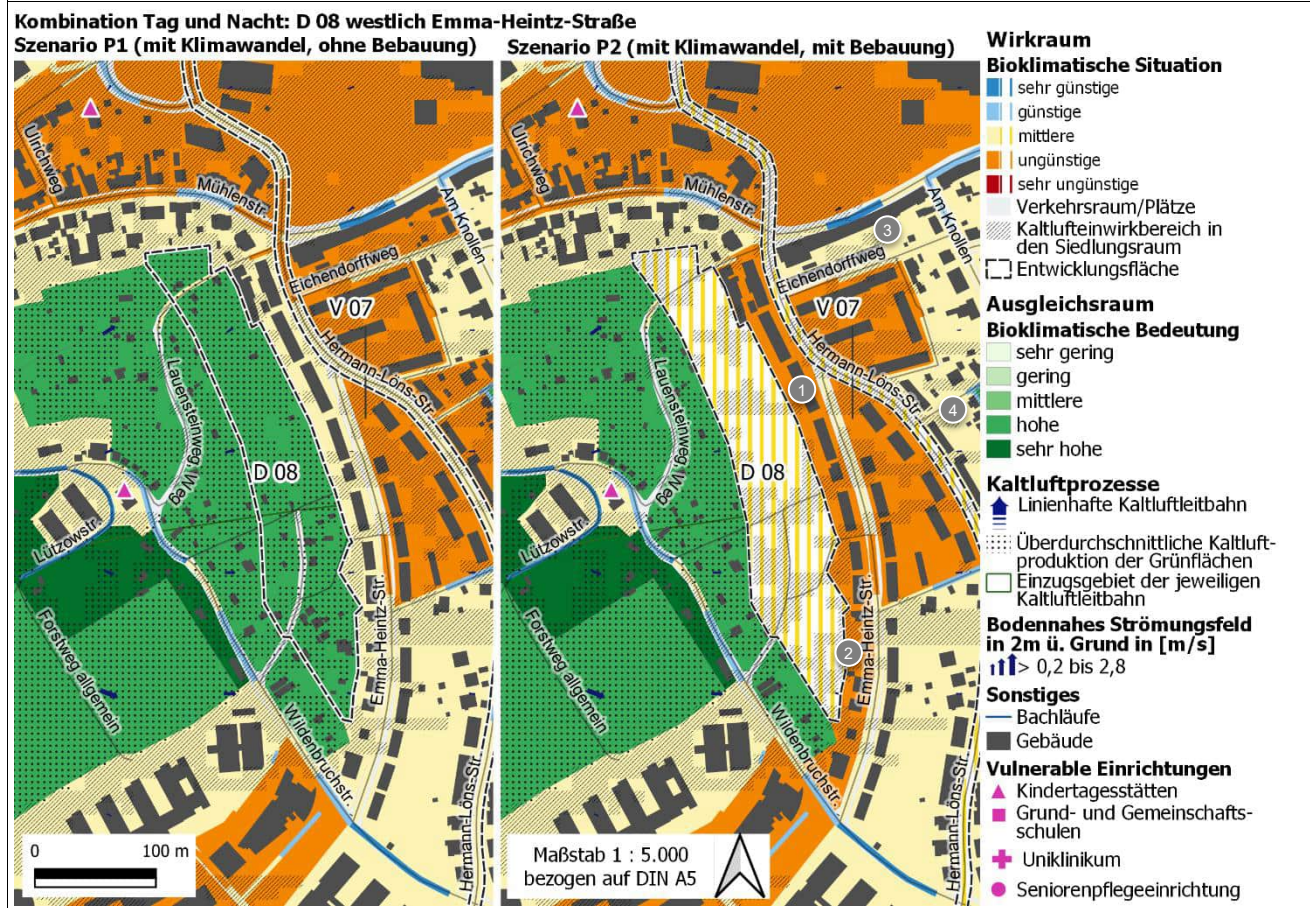 Kombination Tag und Nacht: D 08 westlich Emma-Heintz-Straße
Szenario P1 (mit Klimawandel, ohne Bebauung)
Szenario P2 (mit Klimawandel, mit Bebauung)
Ulrichweg
Mühlenstr.
Am Knollen
Eichendorffweg
V 07
Hermann-Löns-Str.
Lauensteinweg Weg
D 08
Lützowstr.
Forstweg allgemein
Emma-Heintz-Str.
Wildenbruchstr.
Hermann-Löns-Str.
0 100 m
Ulrichweg
Mühlenstr.
Am Knollen
3
Eichendorffweg
V 07
Hermann-Löns-Str.
1
4
Lauensteinweg Weg
D 08
Lützowstr.
Forstweg allgemein
2
Emma-Heintz-Str.
Wildenbruchstr.
Hermann-Löns-Str.
Maßstab 1 : 5.000
bezogen auf DIN A5
Wirkraum
Bioklimatische Situation
sehr günstige
günstige
mittlere
ungünstige
sehr ungünstige
Verkehrsraum/Plätze
Kaltlufteinwirkbereich in
den Siedlungsraum
Entwicklungsfläche
Ausgleichsraum
Bioklimatische Bedeutung
sehr gering
gering
mittlere
hohe
sehr hohe
Kaltluftprozesse
Linienhafte Kaltluftleitbahn
Überdurchschnittliche Kaltluft-
produktion der Grünflächen
Einzugsgebiet der jeweiligen
Kaltluftleitbahn
Bodennahes Strömungsfeld
in 2m ü. Grund in [m/s]
> 0,2 bis 2,8
Sonstiges
Bachläufe
Gebäude
Vulnerable Einrichtungen
Kindertagesstätten
Grund- und Gemeinschafts-
schulen
Uniklinikum
Seniorenpflegeeinrichtung